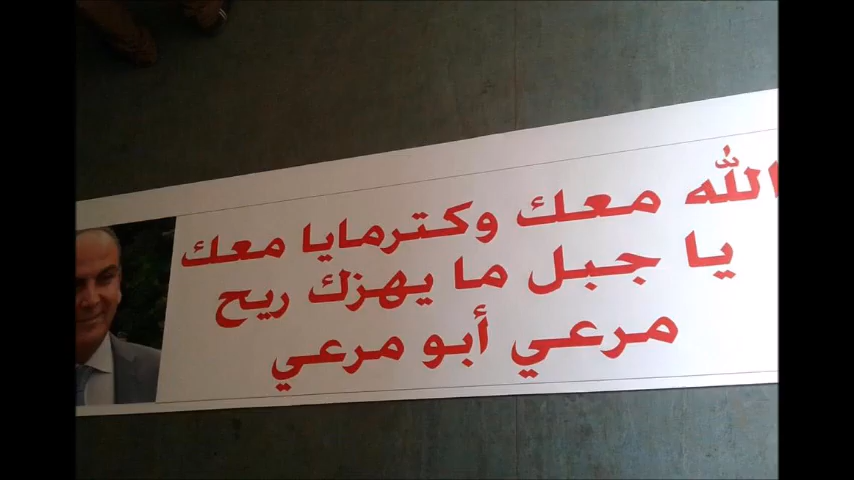 الله معك وكترمايا معك
يا جبل ما يهزك ريح
مرعي أبو مرعي